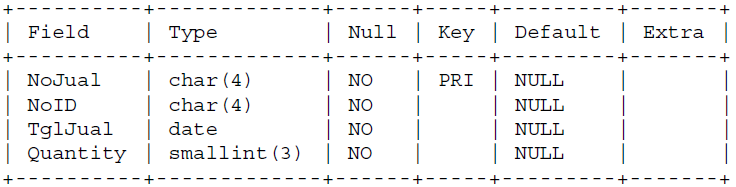 +----------+-------------+------+-----+---------+-------+
| Field    | Type        | Null | Key | Default | Extra |
+----------+-------------+------+-----+---------+-------+
| NoJual   | char(4)     | NO   | PRI | NULL    |       |
| NoID     | char(4)     | NO   |     | NULL    |       |
| TglJual  | date        | NO   |     | NULL    |       |
| Quantity | smallint(3) | NO   |     | NULL    |       |
+----------+-------------+------+-----+---------+-------+